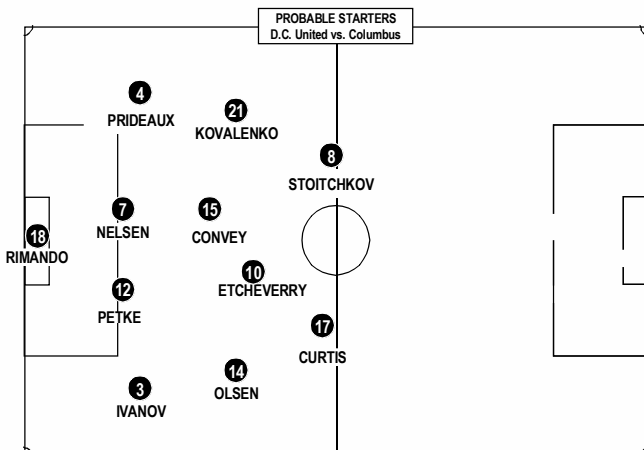 PROBABLE STARTERS
D.C. United vs. Columbus
4
PRIDEAUX
21
KOVALENKO
8
STOITCHKOV
7
NELSEN
15
CONVEY
18
RIMANDO
10
ETCHEVERRY
12
PETKE
17
CURTIS
14
OLSEN
3
IVANOV